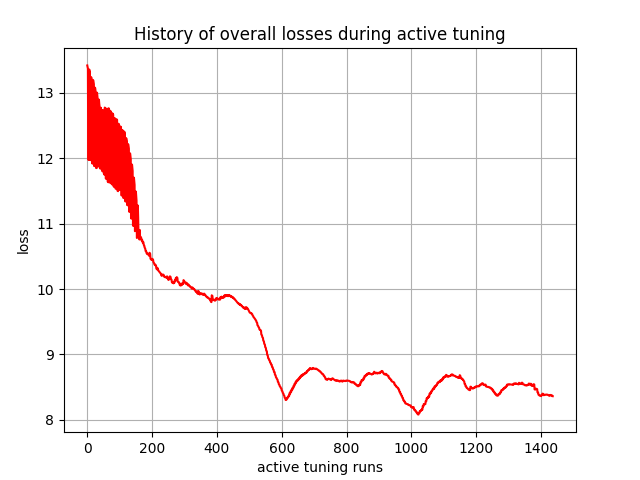 History of overall losses during active tuning
13
12
11
10
9
8
loss
0 200 400 600 800 1000 1200 1400
active tuning runs